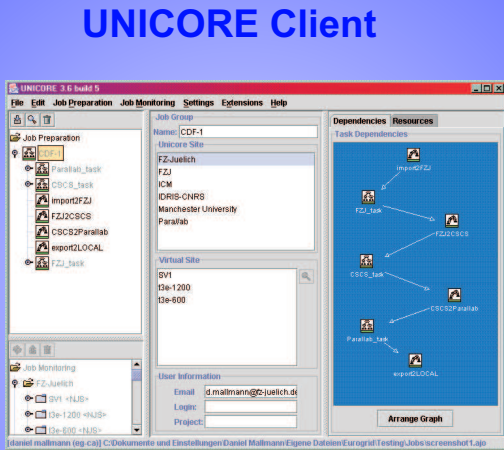 UNICORE Client
UNICORE 3.6 build 5
File Edit Job Preparation Job Monitoring Settings Extensions Help
Job Preparation
CDF-1
Parallab_task
CSCS_task
import2FZJ
FZJ2CSCS
CSCS2Parallab
export2LOCAL
FZJ_task
Job Monitoring
FZ-Juelich
SV1 <NJS>
t3e-1200 <NJS>
t3e-600 <NJS>
Job Group
Name: CDF-1
Unicore Site
FZ-Juelich
FZJ
ICM
IDRIS-CNRS
Manchester University
Para//ab
Virtual Site
SV1
t3e-1200
t3e-600
User Information
Email d.mallmann@fz-juelich.de
Login:
Project:
Dependencies Resources
Task Dependencies
import2FZJ
FZJ_task
FZJ2CSCS
CSCS_task
CSCS2Parallab
Parallab_task
export2LOCAL
Arrange Graph
[daniel mallmann (eg-ca)] C:\Dokumente und Einstellungen\Daniel Mallmann\Eigene Dateien\Eurogrid\Testing\Jobs\screenshot1.ajo